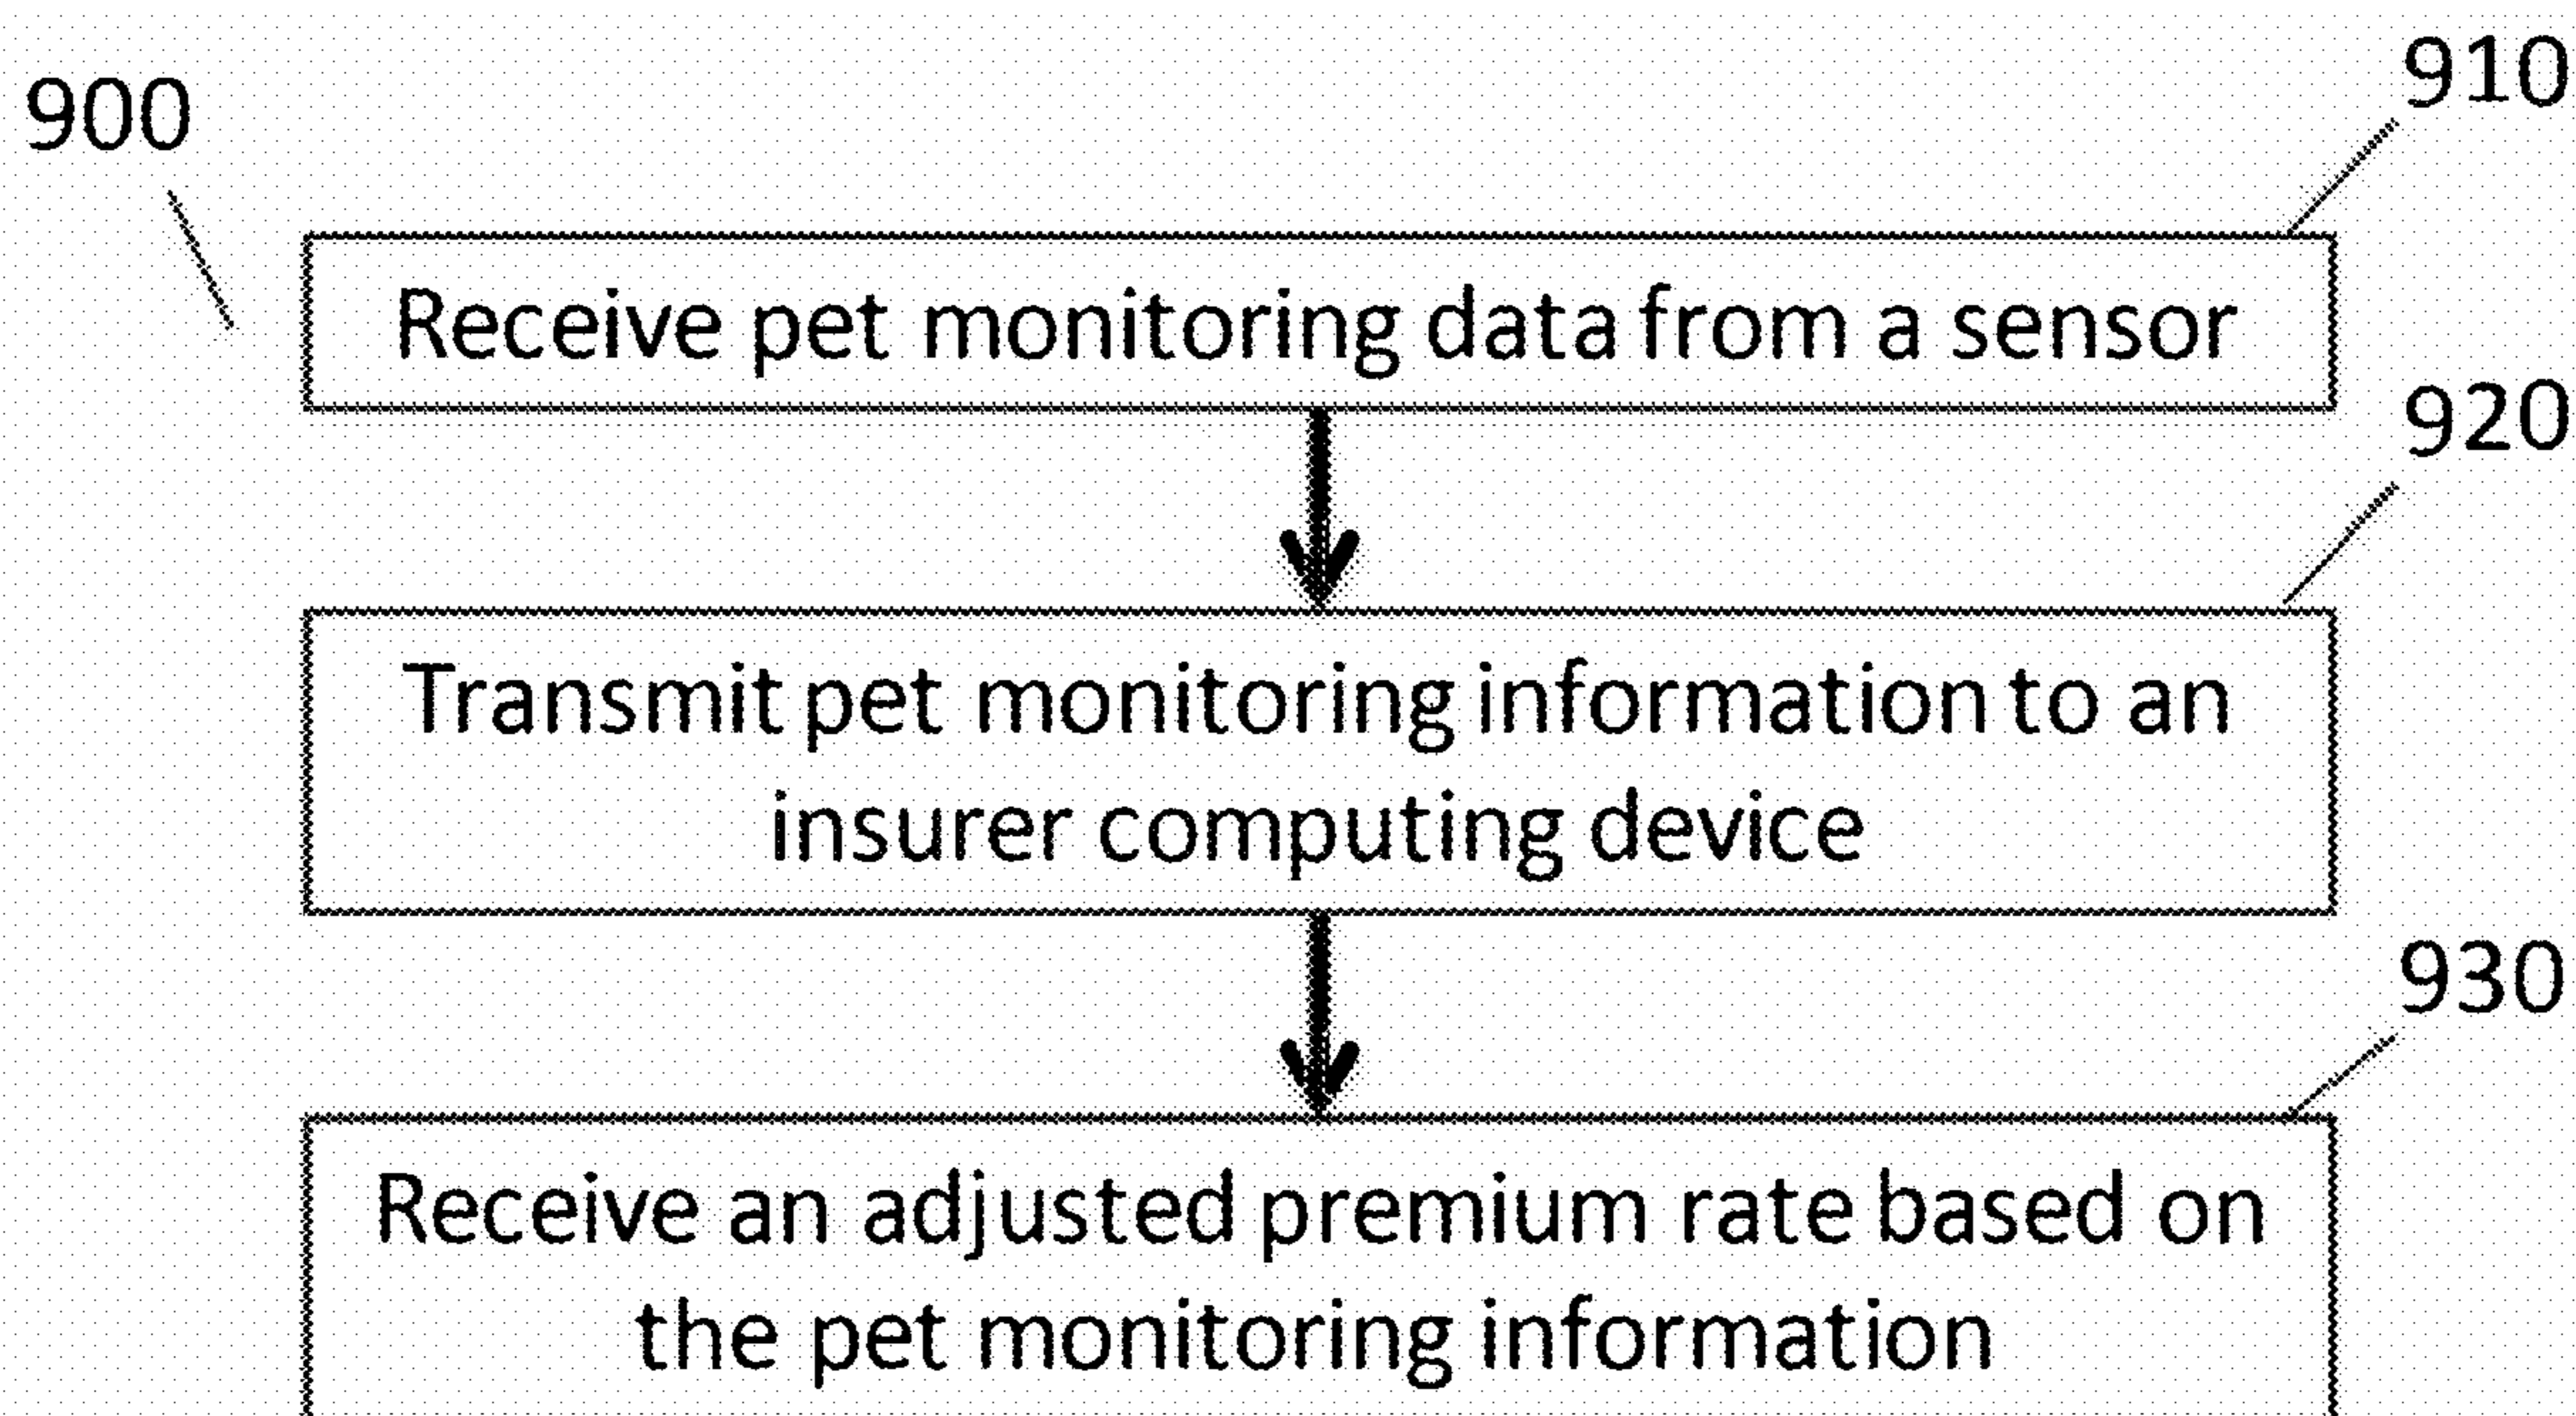 900
910
Receive pet monitoring data from a sensor
920
Transmit pet monitoring information to an
insurer computing device
930
Receive an adjusted premium rate based on
the pet monitoring information